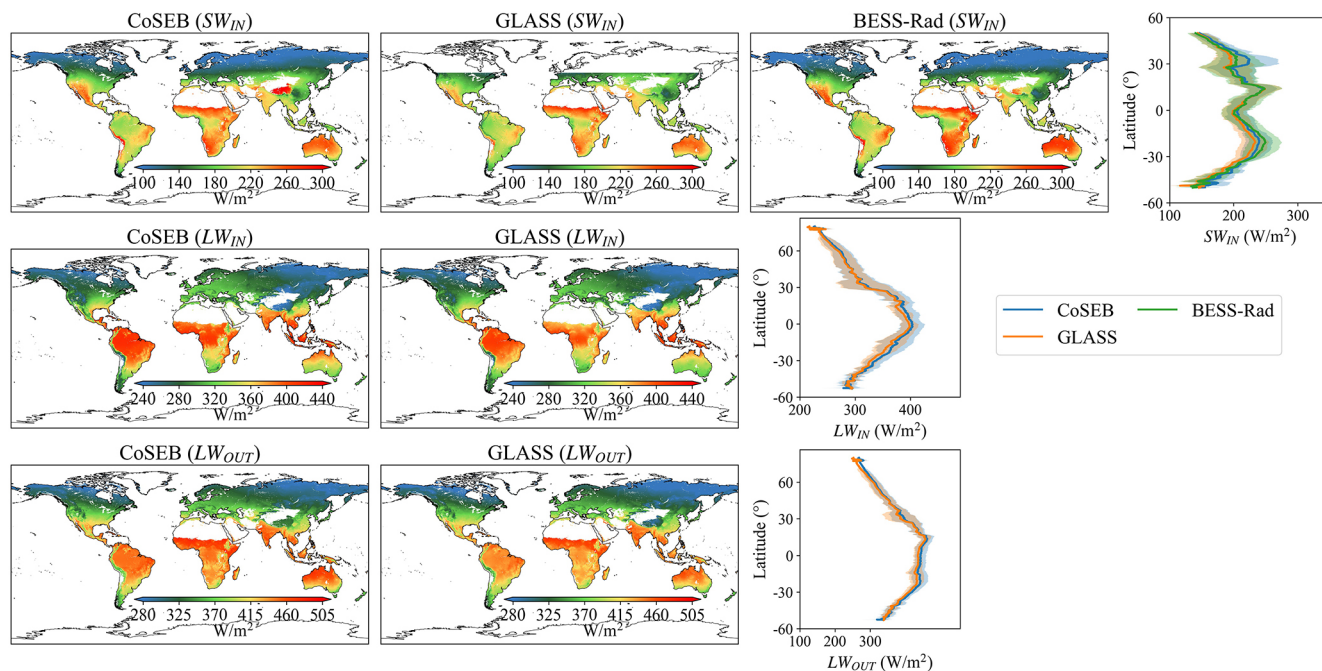 CoSEB (SW_IN) GLASS (SW_IN) BESS-Rad (SW_IN)
60
30
0
-30
-60
Latitude (°)
100 140 180 220 260 300
W/m²
100 140 180 220 260 300
W/m²
100 140 180 220 260 300
W/m²
100 200 300
SW_IN (W/m²)
CoSEB (LW_IN) GLASS (LW_IN)
60
30
0
-30
-60
Latitude (°)
240 280 320 360 400 440
W/m²
240 280 320 360 400 440
W/m²
200 300 400
LW_IN (W/m²)
CoSEB BESS-Rad
GLASS
CoSEB (LW_OUT) GLASS (LW_OUT)
60
30
0
-30
-60
Latitude (°)
280 325 370 415 460 505
W/m²
280 325 370 415 460 505
W/m²
100 200 300
LW_OUT (W/m²)